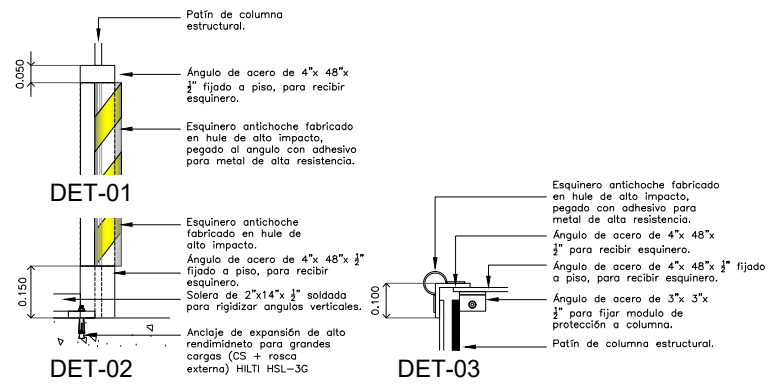 Patín de columna
estructural.
0.050
Ángulo de acero de 4"x 48"x
½" fijado a piso, para recibir
esquinero.
Esquinero antichoche fabricado
en hule de alto impacto,
pegado al angulo con adhesivo
para metal de alta resistencia.
DET-01
Esquinero antichoche
fabricado en hule de
alto impacto.
Ángulo de acero de 4"x 48"x ½"
fijado a piso, para recibir
esquinero.
0.150
Solera de 2"x14"x ½" soldada
para rigidizar angulos verticales.
Anclaje de expansión de alto
rendimidneto para grandes
cargas (CS + rosca
externa) HILTI HSL-3G
DET-02
Esquinero antichoche fabricado
en hule de alto impacto,
pegado con adhesivo para
metal de alta resistencia.
Ángulo de acero de 4"x 48"x
½" para recibir esquinero.
Ángulo de acero de 4"x 48"x ½" fijado
a piso, para recibir esquinero.
0.100
Ángulo de acero de 3"x 3"x
½" para fijar modulo de
protección a columna.
Patín de columna estructural.
DET-03